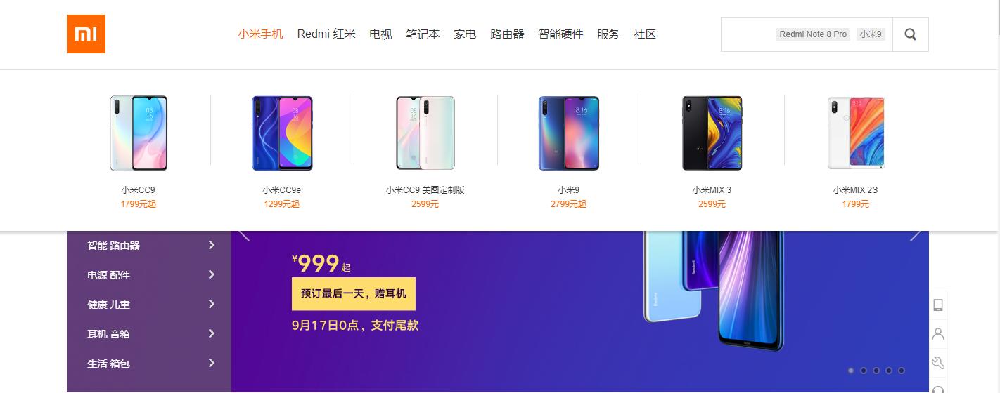 小米手机 Redmi 红米 电视 笔记本 家电 路由器 智能硬件 服务 社区
Redmi Note 8 Pro 小米9
小米CC9
1799元起
小米CC9e
1299元起
小米CC9 美图定制版
2599元
小米9
2799元起
小米MIX 3
2599元
小米MIX 2S
1799元
智能 路由器
电源 配件
健康 儿童
耳机 音箱
生活 箱包
¥999起
预订最后一天，赠耳机
9月17日0点，支付尾款